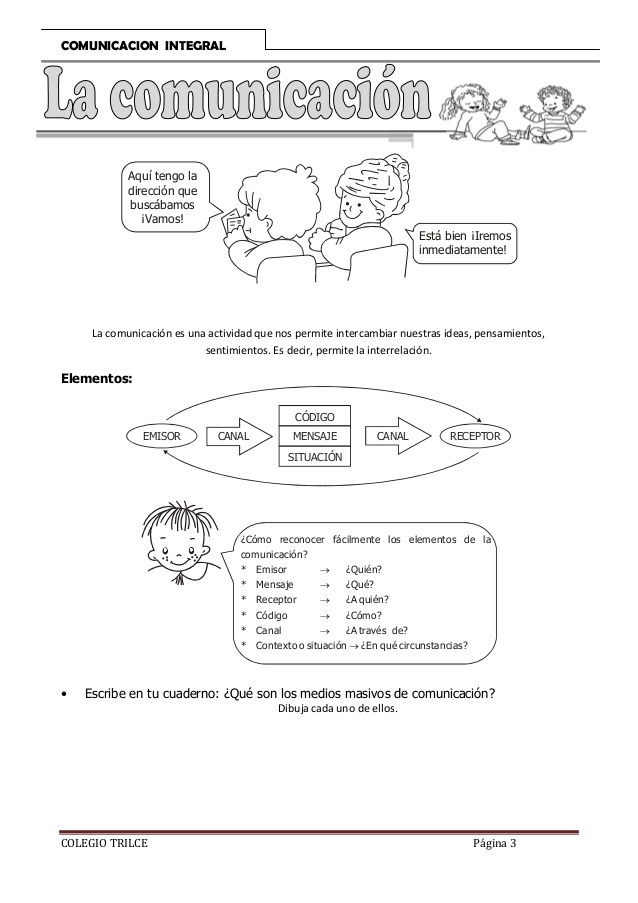 COMUNICACION INTEGRAL
La comunicación
Aquí tengo la
dirección que
buscábamos
¡Vamos!
Está bien ¡Iremos
inmediatamente!
La comunicación es una actividad que nos permite intercambiar nuestras ideas, pensamientos,
sentimientos. Es decir, permite la interrelación.
Elementos:
CÓDIGO
EMISOR CANAL MENSAJE CANAL RECEPTOR
SITUACIÓN
¿Cómo reconocer fácilmente los elementos de la
comunicación?
* Emisor → ¿Quién?
* Mensaje → ¿Qué?
* Receptor → ¿A quién?
* Código → ¿Cómo?
* Canal → ¿A través de?
* Contexto o situación → ¿En qué circunstancias?
• Escribe en tu cuaderno: ¿Qué son los medios masivos de comunicación?
Dibuja cada uno de ellos.
COLEGIO TRILCE Página 3